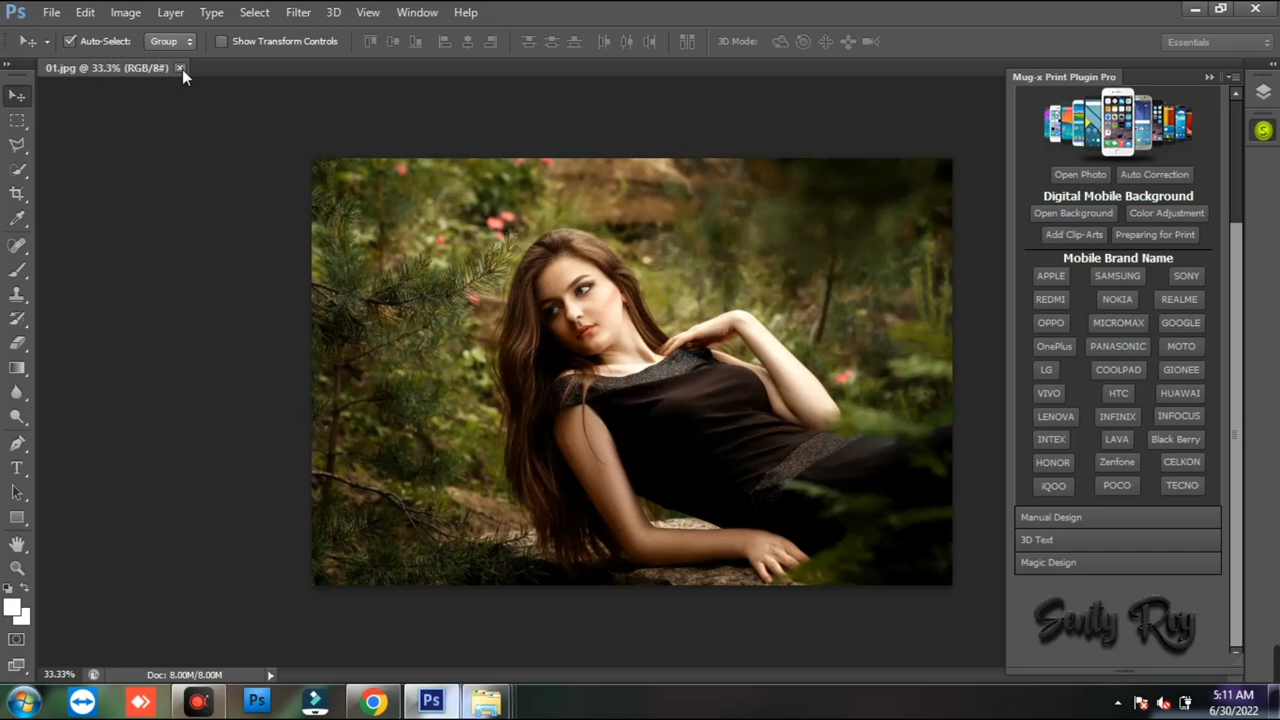 Ps File Edit Image Layer Type Select Filter 3D View Window Help
Auto-Select: Group Show Transform Controls 3D Mode: Essentials
01.jpg @ 33.3% (RGB/8#)
Mug-x Print Plugin Pro
Open Photo Auto Correction
Digital Mobile Background
Open Background Color Adjustment
Add Clip-Arts Preparing for Print
Mobile Brand Name
APPLE SAMSUNG SONY
REDMI NOKIA REALME
OPPO MICROMAX GOOGLE
OnePlus PANASONIC MOTO
LG COOLPAD GIONEE
VIVO HTC HUAWAI
LENOVA INFINIX INFOCUS
INTEX LAVA Black Berry
HONOR Zenfone CELKON
iQOO POCO TECNO
Manual Design
3D Text
Magic Design
Senty Roy
33.33% Doc: 8.00M/8.00M
Ps Ps
5:11 AM
6/30/2022